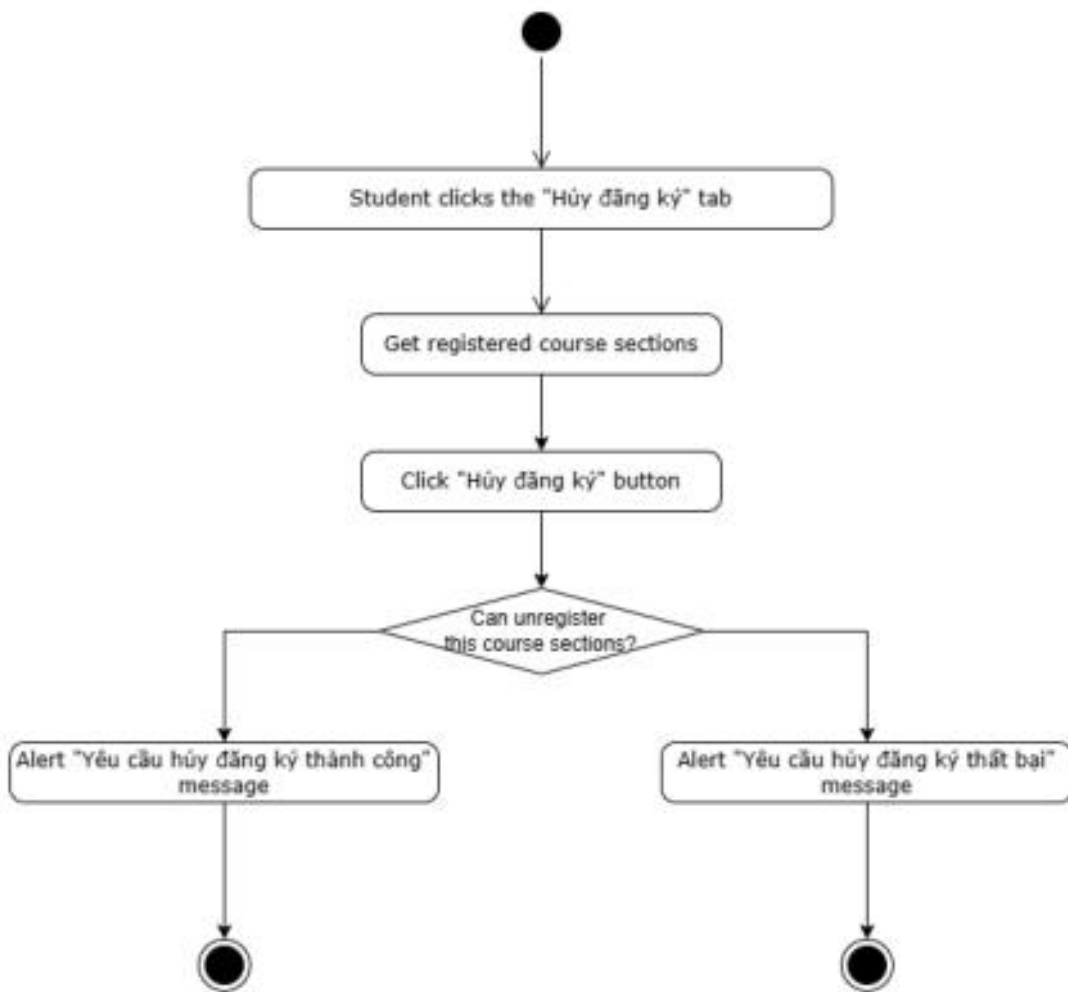 Student clicks the "Hủy đăng ký" tab
Get registered course sections
Click "Hủy đăng ký" button
Can unregister
this course sections?
Alert "Yêu cầu hủy đăng ký thành công"
message
Alert "Yêu cầu hủy đăng ký thất bại"
message